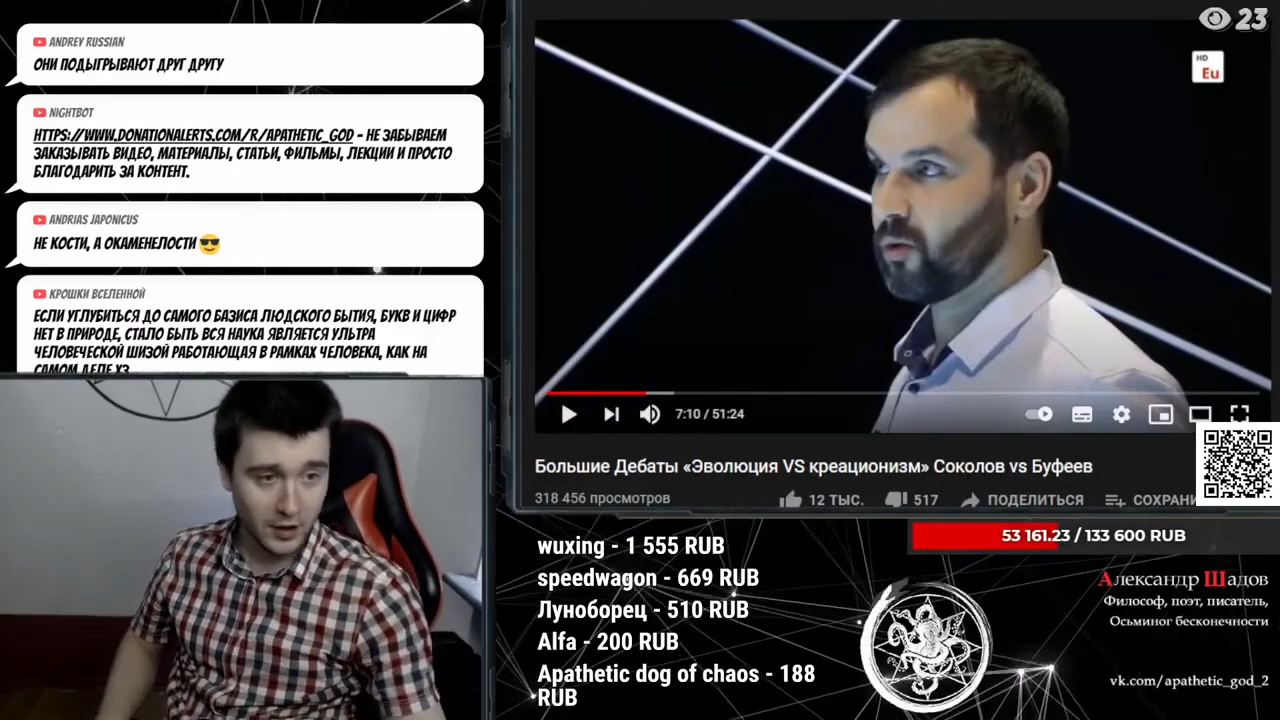 ANDREY RUSSIAN
ОНИ ПОДЫГРЫВАЮТ ДРУГ ДРУГУ
NIGHTBOT
HTTPS://WWW.DONATIONALERTS.COM/R/APATHETIC_GOD - НЕ ЗАБЫВАЕМ
ЗАКАЗЫВАТЬ ВИДЕО, МАТЕРИАЛЫ, СТАТЬИ, ФИЛЬМЫ, ЛЕКЦИИ И ПРОСТО
БЛАГОДАРИТЬ ЗА КОНТЕНТ.
ANDRIAS JAPONICUS
НЕ КОСТИ, А ОКАМЕНЕЛОСТИ 😎
КРОШКИ ВСЕЛЕННОЙ
ЕСЛИ УГЛУБИТЬСЯ ДО САМОГО БАЗИСА ЛЮДСКОГО БЫТИЯ, БУКВ И ЦИФР
НЕТ В ПРИРОДЕ, СТАЛО БЫТЬ ВСЯ НАУКА ЯВЛЯЕТСЯ УЛЬТРА
ЧЕЛОВЕЧЕСКОЙ ШИЗОЙ РАБОТАЮЩАЯ В РАМКАХ ЧЕЛОВЕКА, КАК НА
САМОМ ДЕЛЕ ХЗ
23
HD
Eu
7:10 / 51:24
Большие Дебаты «Эволюция VS креационизм» Соколов vs Буфеев
318 456 просмотров
12 ТЫС.
517
ПОДЕЛИТЬСЯ
СОХРАНИ
53 161.23 / 133 600 RUB
wuxing - 1 555 RUB
speedwagon - 669 RUB
Луноборец - 510 RUB
Alfa - 200 RUB
Apathetic dog of chaos - 188
RUB
Александр Шадов
Философ, поэт, писатель,
Осьминог бесконечности
vk.com/apathetic_god_2